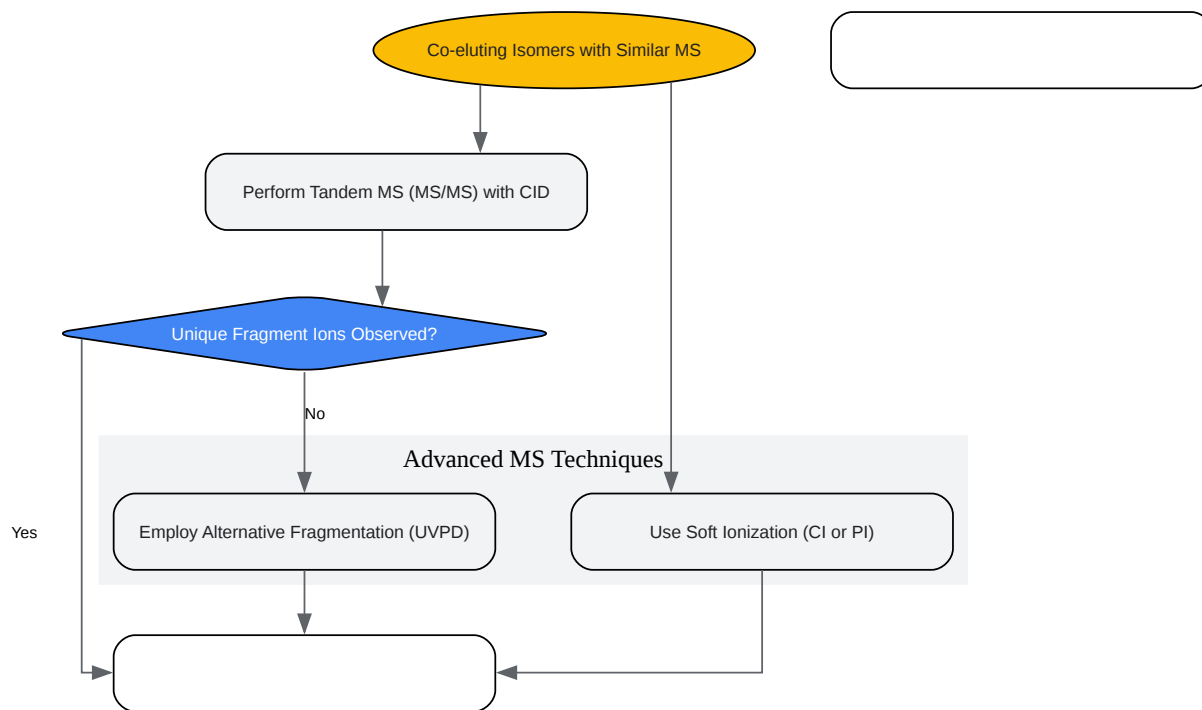 Co-eluting Isomers with Similar MS
Perform Tandem MS (MS/MS) with CID
Unique Fragment Ions Observed?
No
Advanced MS Techniques
Yes
Employ Alternative Fragmentation (UVPD)
Use Soft Ionization (CI or PI)